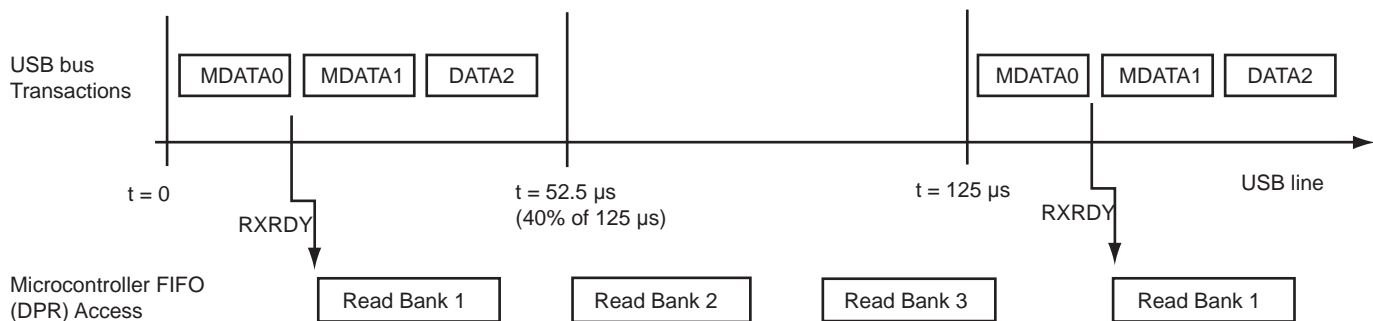 USB bus
Transactions
MDATA0 MDATA1 DATA2 MDATA0 MDATA1 DATA2
t = 0
t = 52.5 µs
(40% of 125 µs)
t = 125 µs
USB line
RXRDY RXRDY
Microcontroller FIFO
(DPR) Access
Read Bank 1 Read Bank 2 Read Bank 3 Read Bank 1